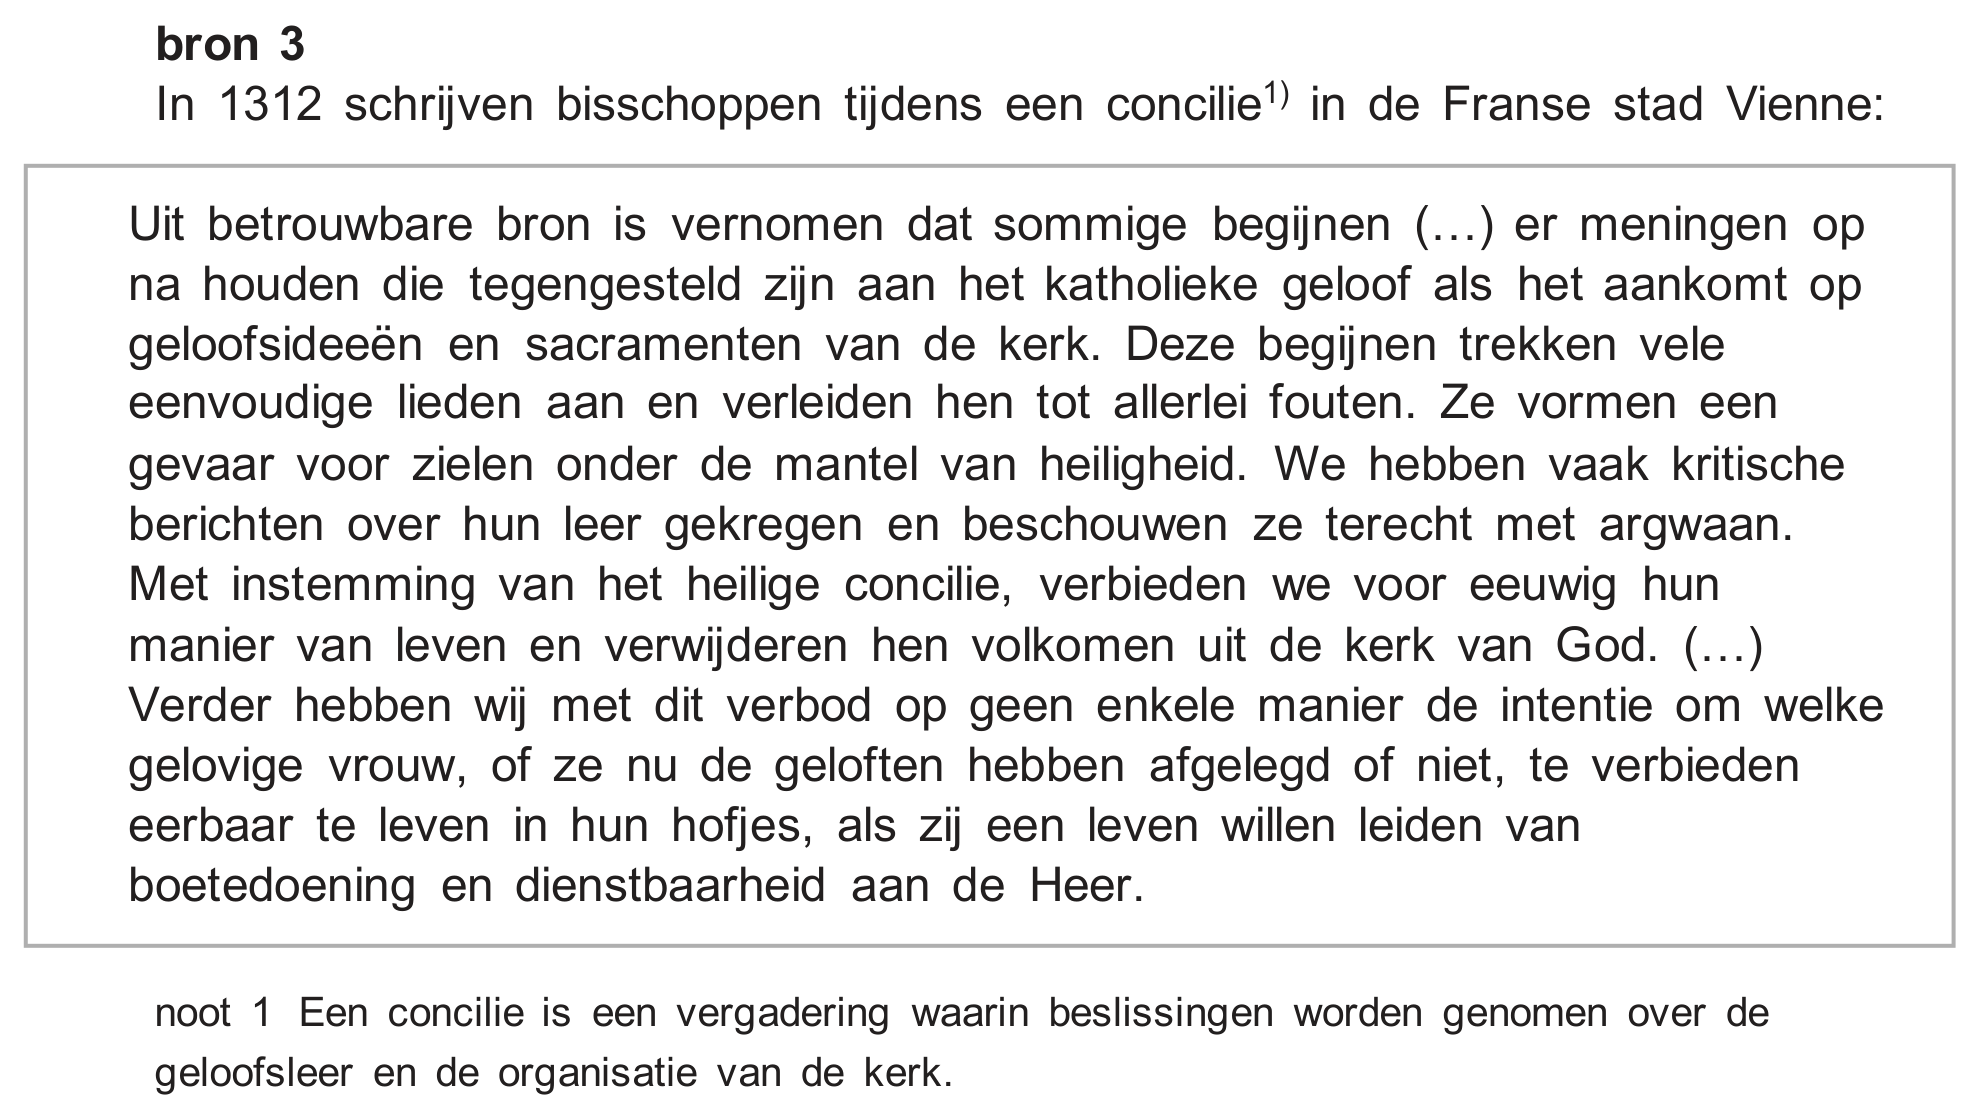 bron 3
In 1312 schrijven bisschoppen tijdens een concilie1) in de Franse stad Vienne:
Uit betrouwbare bron is vernomen dat sommige begijnen (…) er meningen op
na houden die tegengesteld zijn aan het katholieke geloof als het aankomt op
geloofsideeën en sacramenten van de kerk. Deze begijnen trekken vele
eenvoudige lieden aan en verleiden hen tot allerlei fouten. Ze vormen een
gevaar voor zielen onder de mantel van heiligheid. We hebben vaak kritische
berichten over hun leer gekregen en beschouwen ze terecht met argwaan.
Met instemming van het heilige concilie, verbieden we voor eeuwig hun
manier van leven en verwijderen hen volkomen uit de kerk van God. (…)
Verder hebben wij met dit verbod op geen enkele manier de intentie om welke
gelovige vrouw, of ze nu de geloften hebben afgelegd of niet, te verbieden
eerbaar te leven in hun hofjes, als zij een leven willen leiden van
boetedoening en dienstbaarheid aan de Heer.
noot 1 Een concilie is een vergadering waarin beslissingen worden genomen over de
geloofsleer en de organisatie van de kerk.